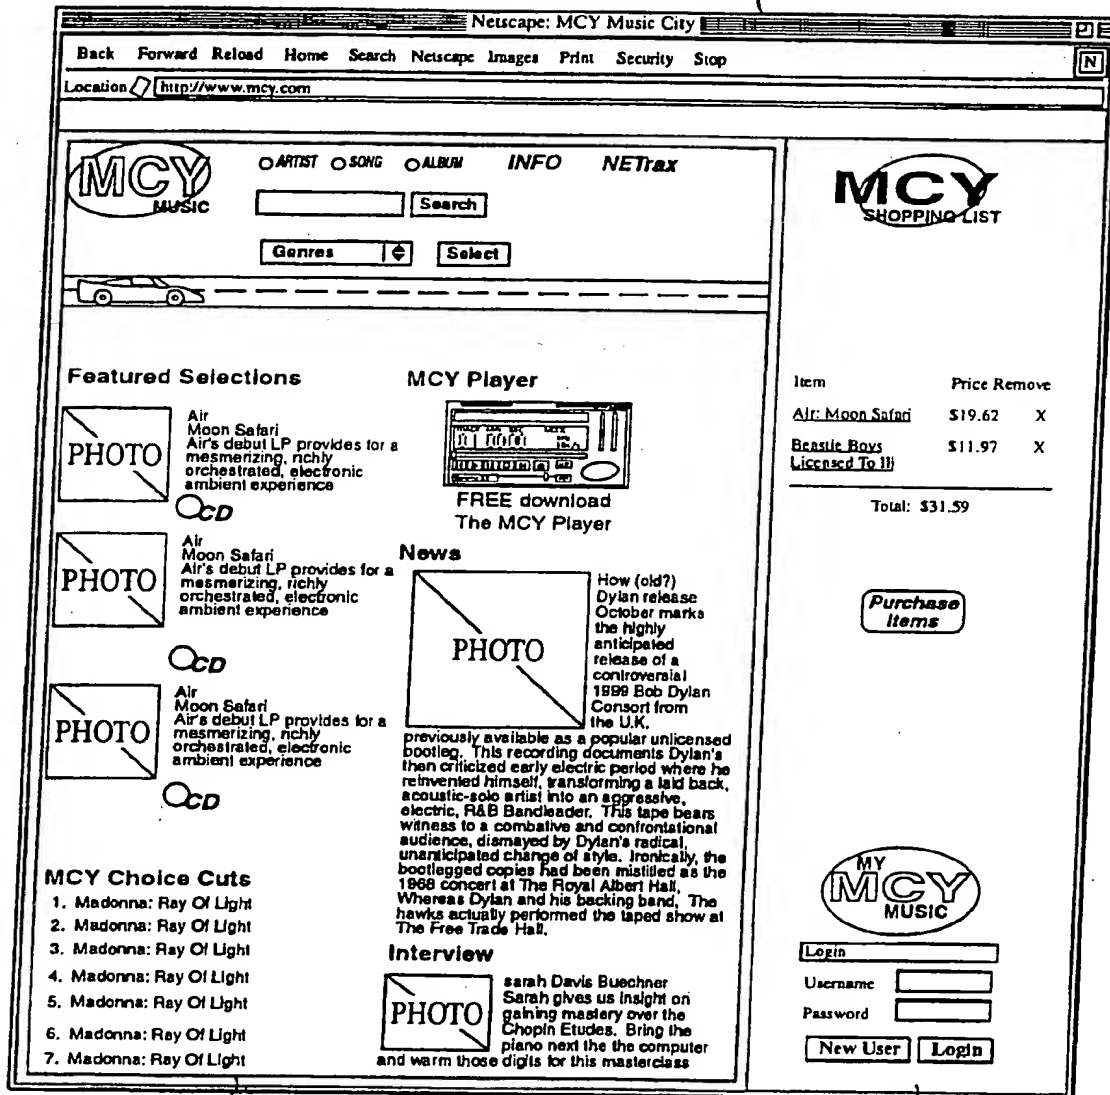 Netscape: MCY Music City
Back Forward Reload Home Search Netscape Images Print Security Stop
N
Location http://www.mcy.com
MCY
MUSIC
ARTIST SONG ALBUM INFO NETrax
Search
Genres Select
Featured Selections
PHOTO
Air
Moon Safari
Air's debut LP provides for a
mesmerizing, richly
orchestrated, electronic
ambient experience
CD
PHOTO
Air
Moon Safari
Air's debut LP provides for a
mesmerizing, richly
orchestrated, electronic
ambient experience
CD
PHOTO
Air
Moon Safari
Air's debut LP provides for a
mesmerizing, richly
orchestrated, electronic
ambient experience
CD
MCY Choice Cuts
1. Madonna: Ray Of Light
2. Madonna: Ray Of Light
3. Madonna: Ray Of Light
4. Madonna: Ray Of Light
5. Madonna: Ray Of Light
6. Madonna: Ray Of Light
7. Madonna: Ray Of Light
MCY Player
FREE download
The MCY Player
News
PHOTO
How (old?)
Dylan release
October marks
the highly
anticipated
release of a
controversial
1999 Bob Dylan
Consort from
the U.K.
previously available as a popular unlicensed
bootleg. This recording documents Dylan's
then criticized early electric period where he
reinvented himself, transforming a laid back,
acoustic-solo artist into an aggressive,
electric, R&B Bandleader. This tape bears
witness to a combative and confrontational
audience, dismayed by Dylan's radical,
unanticipated change of style. Ironically, the
bootlegged copies had been mistitled as the
1968 concert at The Royal Albert Hall,
Whereas Dylan and his backing band, The
hawks actually performed the taped show at
The Free Trade Hall.
Interview
PHOTO
sarah Davis Buechner
Sarah gives us insight on
gaining mastery over the
Chopin Etudes. Bring the
piano next the the computer
and warm those digits for this masterclass
MCY
SHOPPING LIST
Item Price Remove
Air: Moon Safari $19.62 X
Beastie Boys $11.97 X
Licensed To Ill
Total: $31.59
Purchase
Items
MY
MCY
MUSIC
Login
Username
Password
New User Login